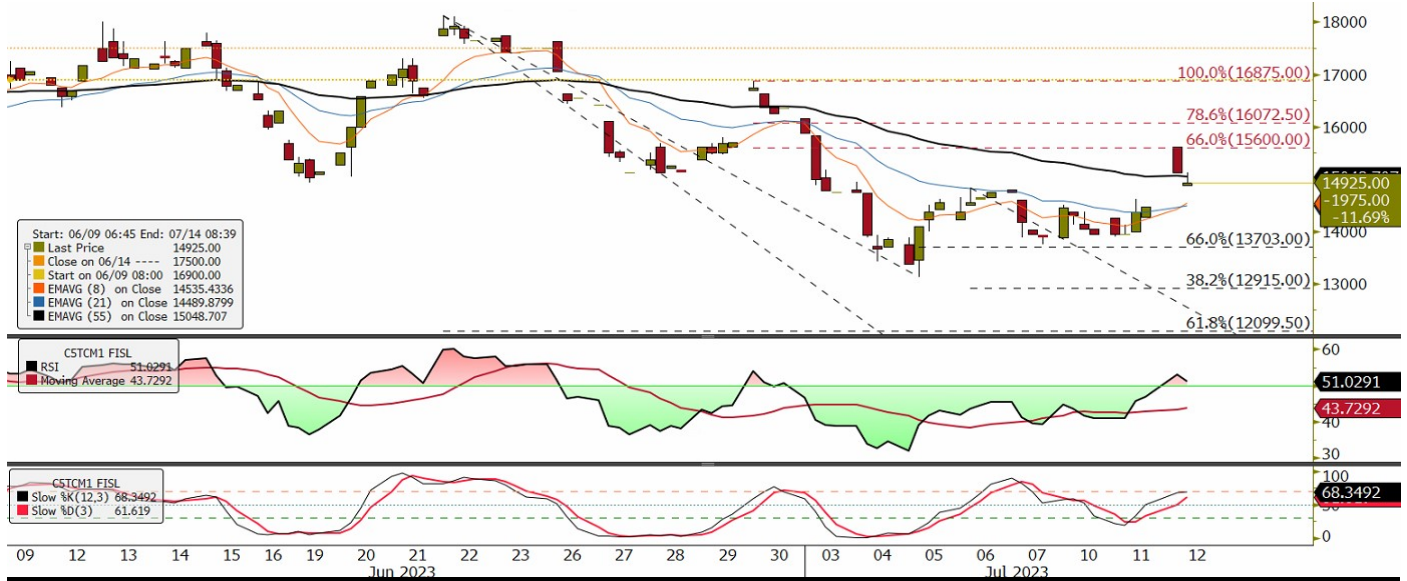 18000
17000
16000
15000
14000
13000
100.0%(16875.00)
78.6%(16072.50)
66.0%(15600.00)
14925.00
-1975.00
-11.69%
66.0%(13703.00)
38.2%(12915.00)
61.8%(12099.50)
Start: 06/09 06:45 End: 07/14 08:39
Last Price 14925.00
Close on 06/14 ---- 17500.00
Start on 06/09 08:00 16900.00
EMAVG (8) on Close 14535.4336
EMAVG (21) on Close 14489.8799
EMAVG (55) on Close 15048.707
C5TCM1 FISL
RSI 51.0291
Moving Average 43.7292
60
51.0291
43.7292
40
30
C5TCM1 FISL
Slow %K(12,3) 68.3492
Slow %D(3) 61.619
100
68.3492
50
0
09 12 13 14 15 16 19 20 21 22 23 26 27 28 29 30 03 04 05 06 07 10 11 12
Jun 2023 Jul 2023